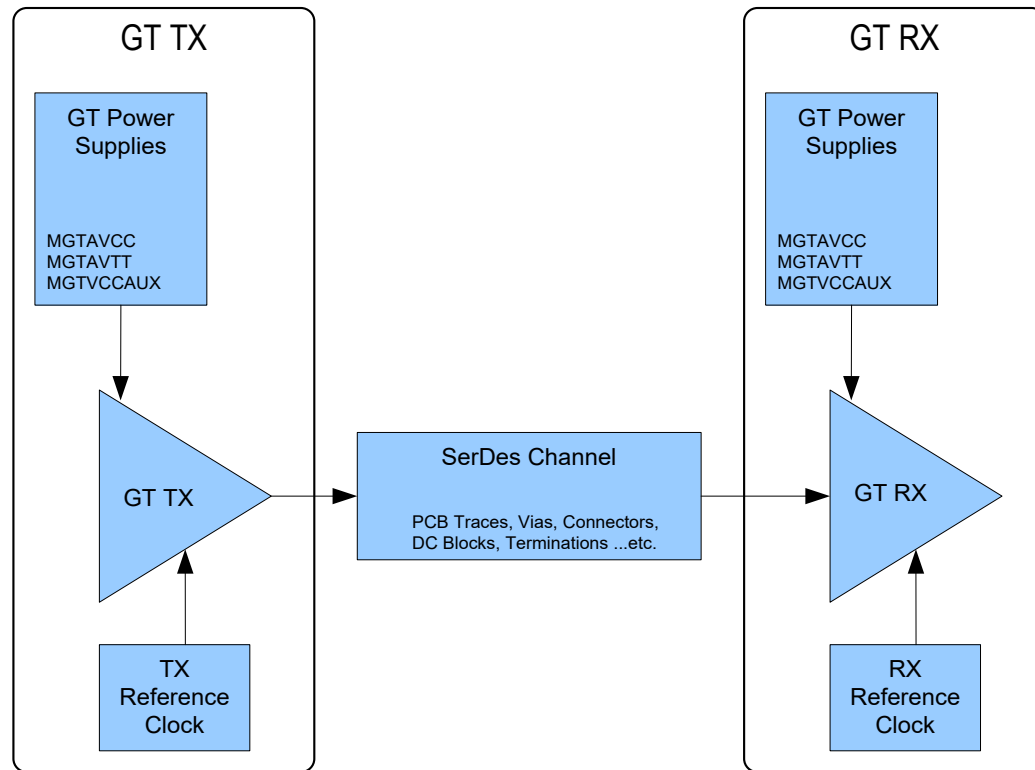 GT TX
GT Power
Supplies
MGTAVCC
MGTAVTT
MGTVCCAUX
GT TX
TX
Reference
Clock
SerDes Channel
PCB Traces, Vias, Connectors,
DC Blocks, Terminations ...etc.
GT RX
GT Power
Supplies
MGTAVCC
MGTAVTT
MGTVCCAUX
GT RX
RX
Reference
Clock